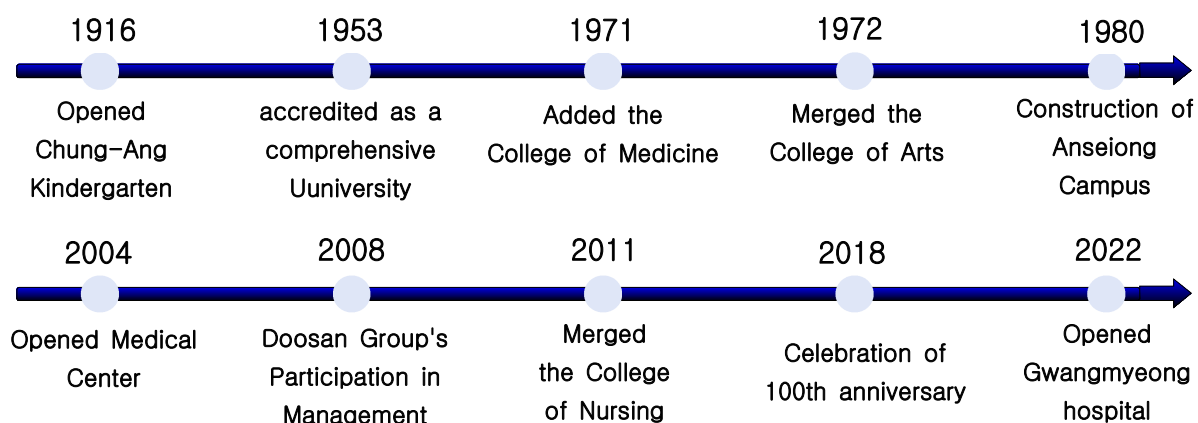 1916 1953 1971 1972 1980
Opened
Chung-Ang
Kindergarten
accredited as a
comprehensive
Uuniversity
Added the
College of Medicine
Merged the
College of Arts
Construction of
Anseiong
Campus
2004 2008 2011 2018 2022
Opened Medical
Center
Doosan Group's
Participation in
Management
Merged
the College
of Nursing
Celebration of
100th anniversary
Opened
Gwangmyeong
hospital